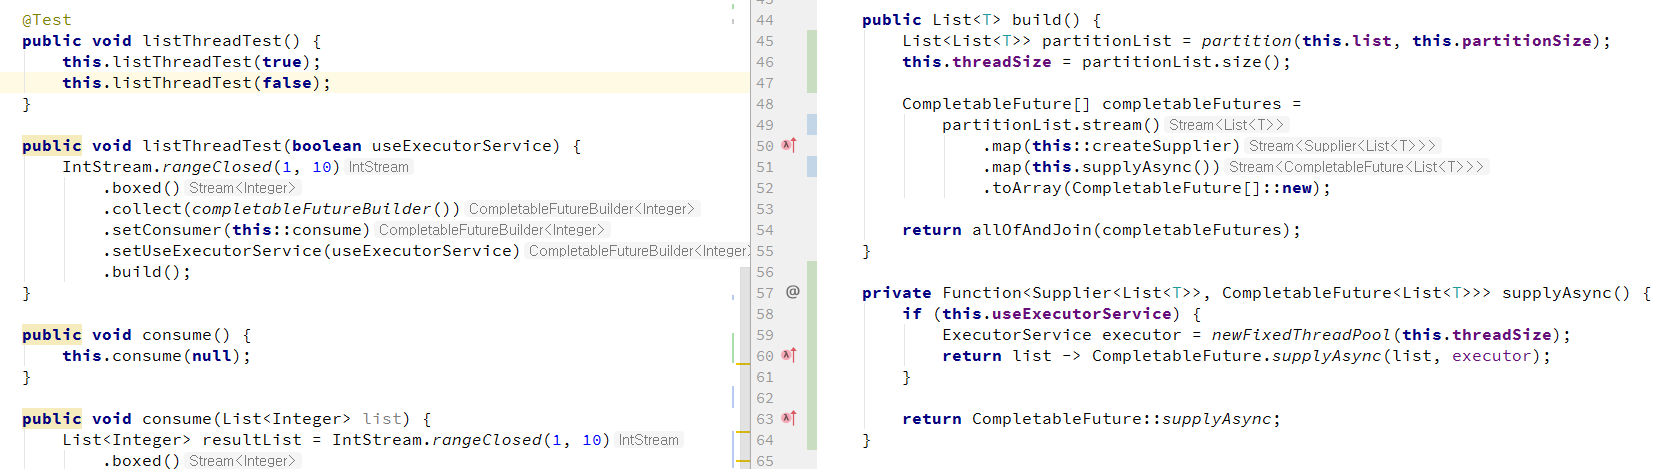 @Test
public void listThreadTest() {
    this.listThreadTest(true);
    this.listThreadTest(false);
}

public void listThreadTest(boolean useExecutorService) {
    IntStream.rangeClosed(1, 10) IntStream
        .boxed() Stream<Integer>
        .collect(completableFutureBuilder()) CompletableFutureBuilder<Integer>
        .setConsumer(this::consume) CompletableFutureBuilder<Integer>
        .setUseExecutorService(useExecutorService) CompletableFutureBuilder<Integer>
        .build();
}

public void consume() {
    this.consume(null);
}

public void consume(List<Integer> list) {
    List<Integer> resultList = IntStream.rangeClosed(1, 10) IntStream
        .boxed() Stream<Integer>
44 public List<T> build() {
45     List<List<T>> partitionList = partition(this.list, this.partitionSize);
46     this.threadSize = partitionList.size();
47
48     CompletableFuture[] completableFutures =
49         partitionList.stream() Stream<List<T>>
50             .map(this::createSupplier) Stream<Supplier<List<T>>>
51             .map(this.supplyAsync()) Stream<CompletableFuture<List<T>>>
52             .toArray(CompletableFuture[]::new);
53
54     return allOfAndJoin(completableFutures);
55 }
56
57 @ private Function<Supplier<List<T>>, CompletableFuture<List<T>>> supplyAsync() {
58     if (this.useExecutorService) {
59         ExecutorService executor = newFixedThreadPool(this.threadSize);
60         return list -> CompletableFuture.supplyAsync(list, executor);
61     }
62
63     return CompletableFuture::supplyAsync;
64 }
65